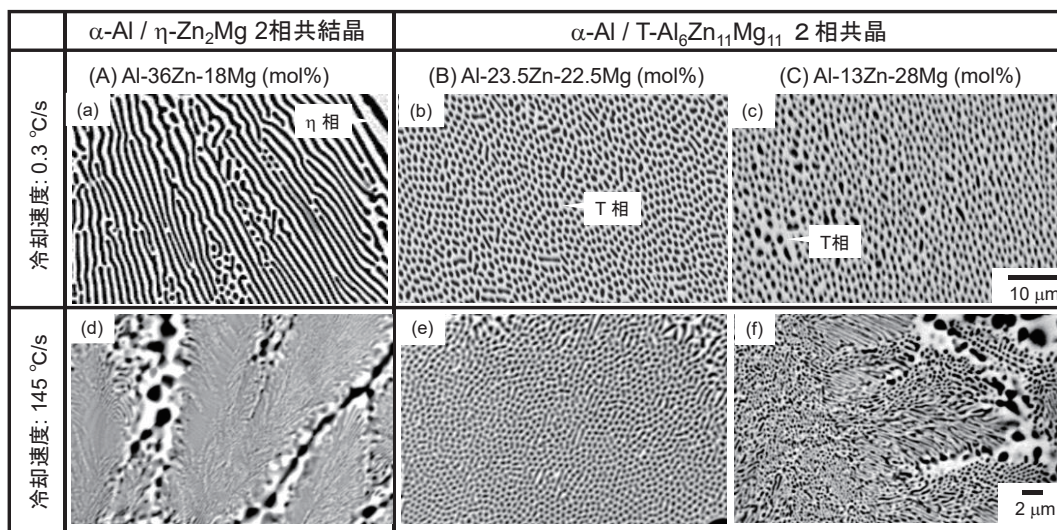 α-Al / η-Zn2Mg 2相共結晶
α-Al / T-Al6Zn11Mg11 2 相共晶
(A) Al-36Zn-18Mg (mol%)
(B) Al-23.5Zn-22.5Mg (mol%)
(C) Al-13Zn-28Mg (mol%)
冷却速度: 0.3 ℃/s
(a)
η 相
(b)
T 相
(c)
T相
10 μm
冷却速度: 145 ℃/s
(d)
(e)
(f)
2 μm